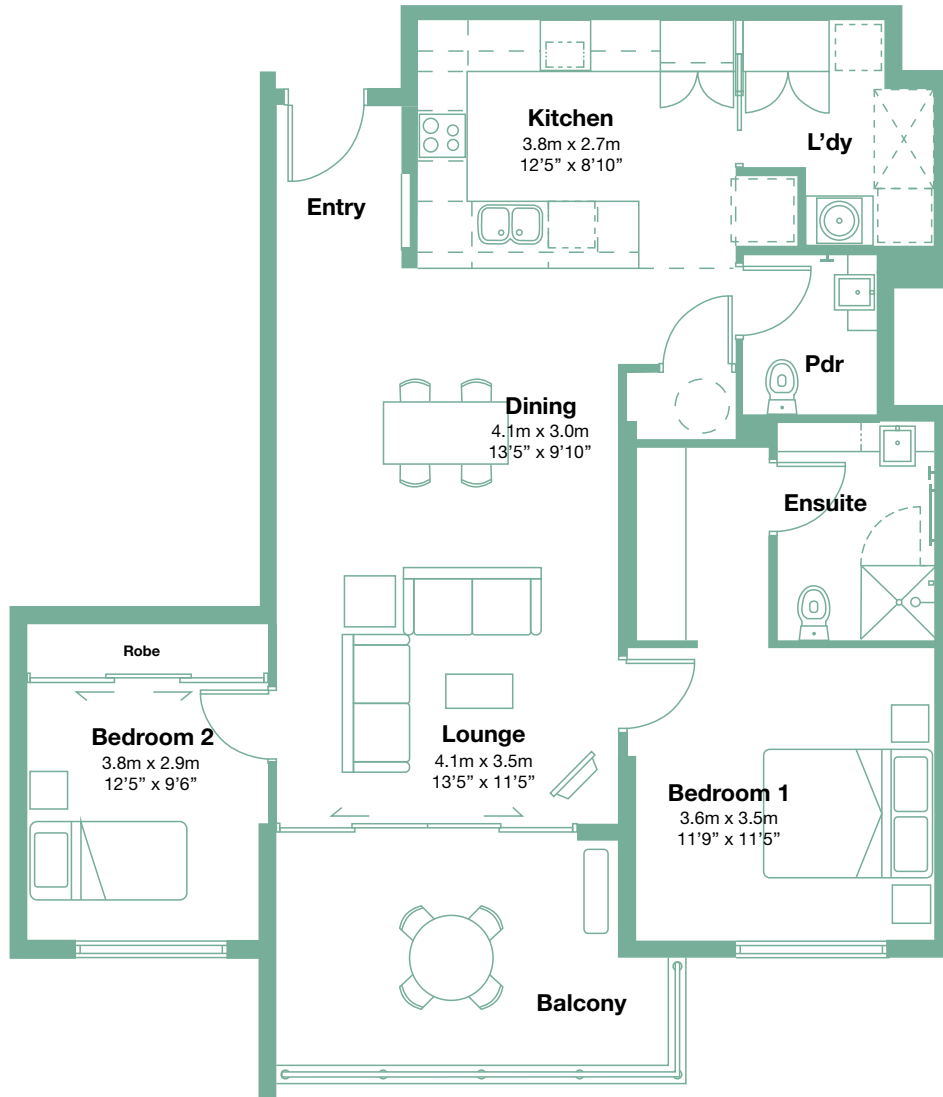 Kitchen
3.8m x 2.7m
12’5” x 8’10”
L’dy
Entry
Pdr
Dining
4.1m x 3.0m
13’5” x 9’10”
Ensuite
Robe
Bedroom 2
3.8m x 2.9m
12’5” x 9’6”
Lounge
4.1m x 3.5m
13’5” x 11’5”
Bedroom 1
3.6m x 3.5m
11’9” x 11’5”
Balcony